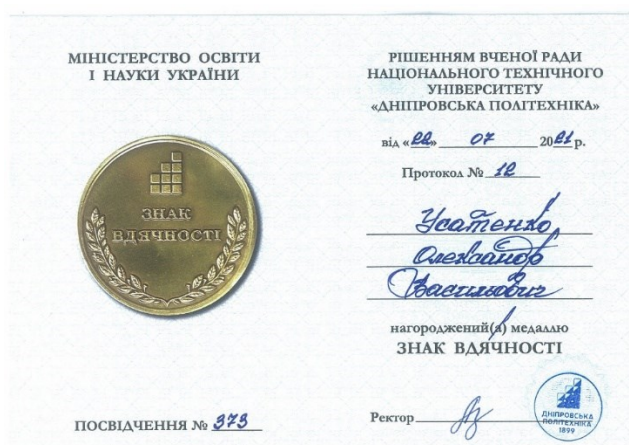 МІНІСТЕРСТВО ОСВІТИ
І НАУКИ УКРАЇНИ
ЗНАК
ВДЯЧНОСТІ
ПОСВІДЧЕННЯ № 373
РІШЕННЯМ ВЧЕНОЇ РАДИ
НАЦІОНАЛЬНОГО ТЕХНІЧНОГО
УНІВЕРСИТЕТУ
«ДНІПРОВСЬКА ПОЛІТЕХНІКА»
від «22» 07 2021 р.
Протокол № 12
Усатенко
Олександр
Васильович
нагороджений(а) медаллю
ЗНАК ВДЯЧНОСТІ
Ректор
ДНІПРОВСЬКА
ПОЛІТЕХНІКА
1899